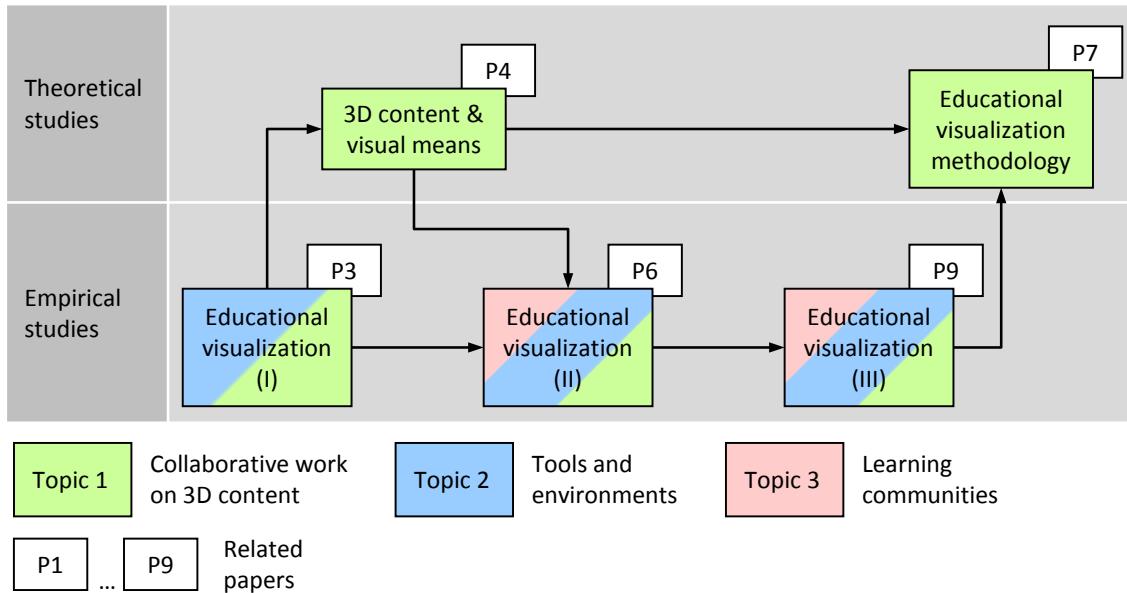 Theoretical
studies
P4
3D content &
visual means
P7
Educational
visualization
methodology
Empirical
studies
P3
Educational
visualization
(I)
P6
Educational
visualization
(II)
P9
Educational
visualization
(III)
Topic 1
Collaborative work
on 3D content
Topic 2
Tools and
environments
Topic 3
Learning
communities
P1
...
P9
Related
papers